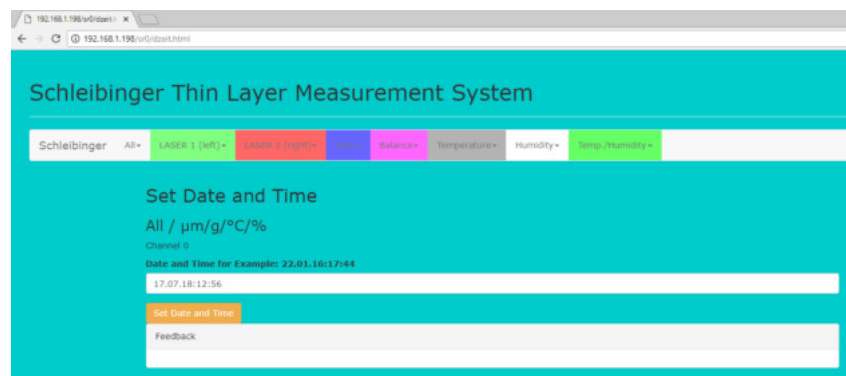 192.168.1.198/sr0/dzeit.h
192.168.1.198/sr0/dzeit.html
Schleibinger Thin Layer Measurement System
Schleibinger All LASER 1 (left) LASER 2 (right) Balance Temperature Humidity Temp./Humidity
Set Date and Time
All / µm/g/°C/%
Channel 0
Date and Time for Example: 22.01.16:17:44
17.07.18:12:56
Set Date and Time
Feedback